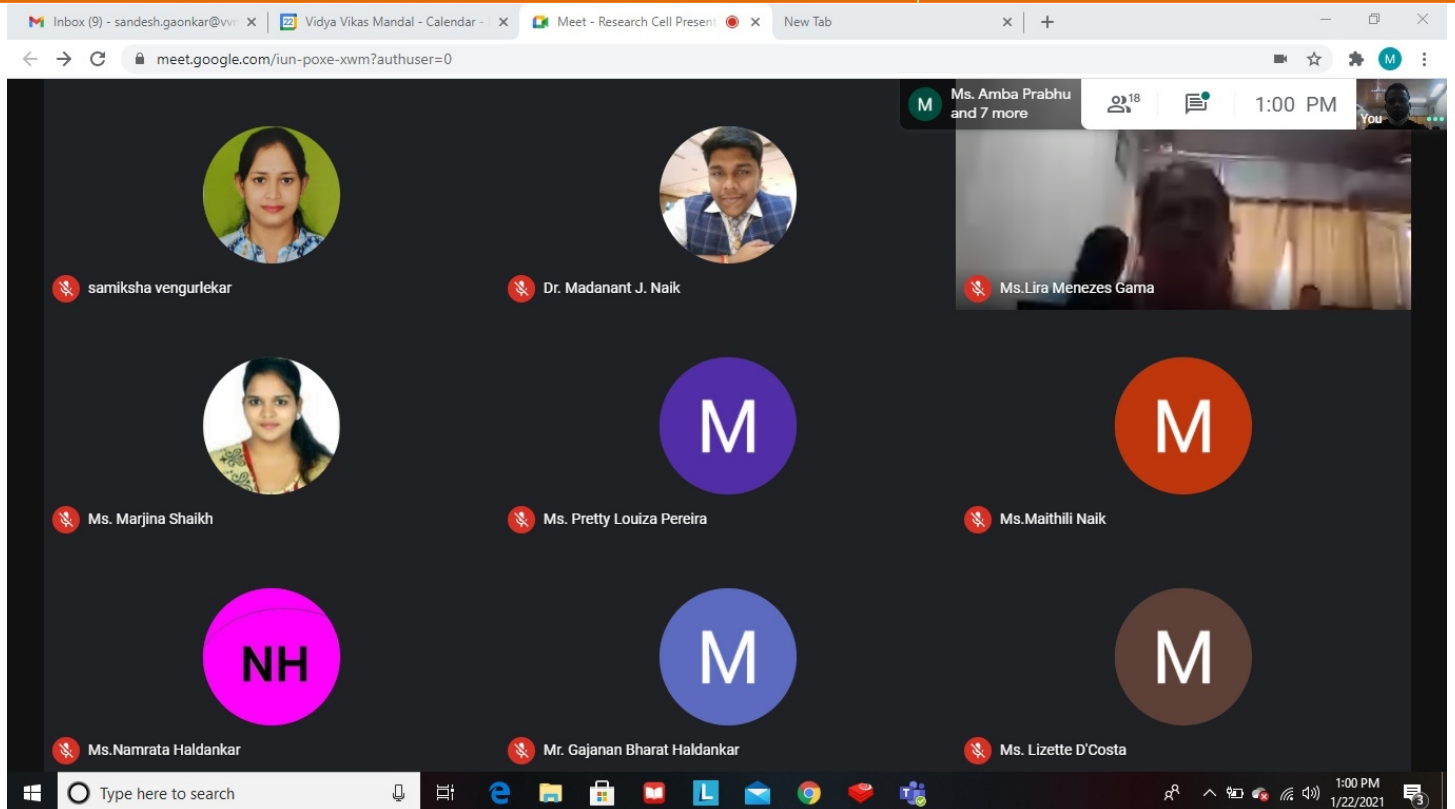 Inbox (9) - sandesh.gaonkar@vvm
Vidya Vikas Mandal - Calendar -
Meet - Research Cell Present
New Tab
meet.google.com/iun-poxe-xwm?authuser=0
M
M
Ms. Amba Prabhu
and 7 more
18
1:00 PM
You
samiksha vengurlekar
Dr. Madanant J. Naik
Ms.Lira Menezes Gama
M
M
Ms. Marjina Shaikh
Ms. Pretty Louiza Pereira
Ms.Maithili Naik
NH
M
M
Ms.Namrata Haldankar
Mr. Gajanan Bharat Haldankar
Ms. Lizette D'Costa
Type here to search
L
1:00 PM
1/22/2021
3